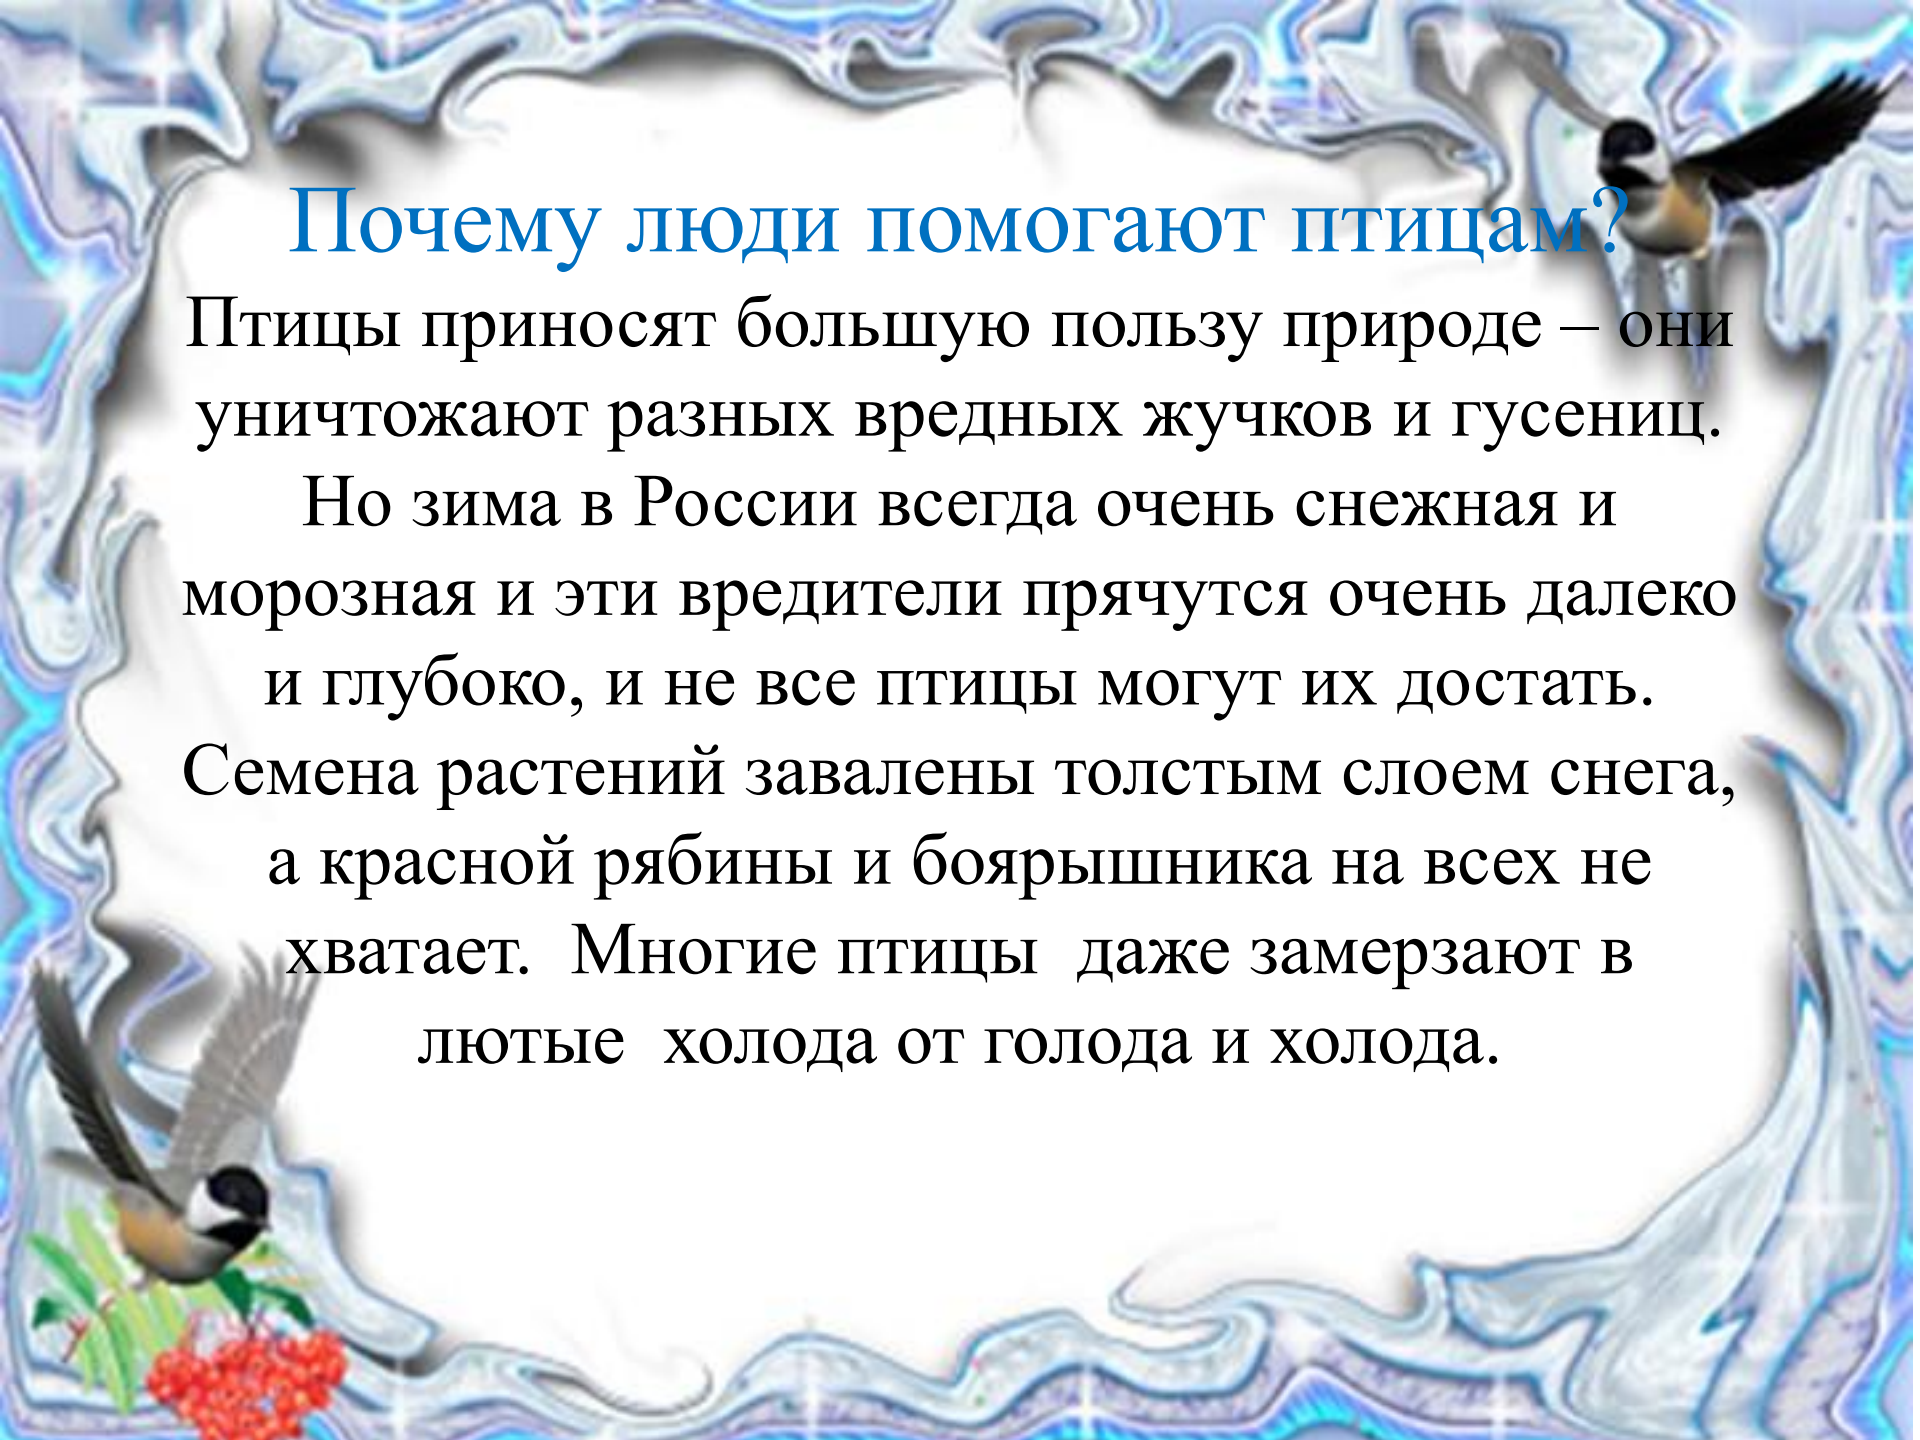 Почему люди помогают птицам?
Птицы приносят большую пользу природе – они
уничтожают разных вредных жучков и гусениц.
Но зима в России всегда очень снежная и
морозная и эти вредители прячутся очень далеко
и глубоко, и не все птицы могут их достать.
Семена растений завалены толстым слоем снега,
а красной рябины и боярышника на всех не
хватает.  Многие птицы  даже замерзают в
лютые  холода от голода и холода.